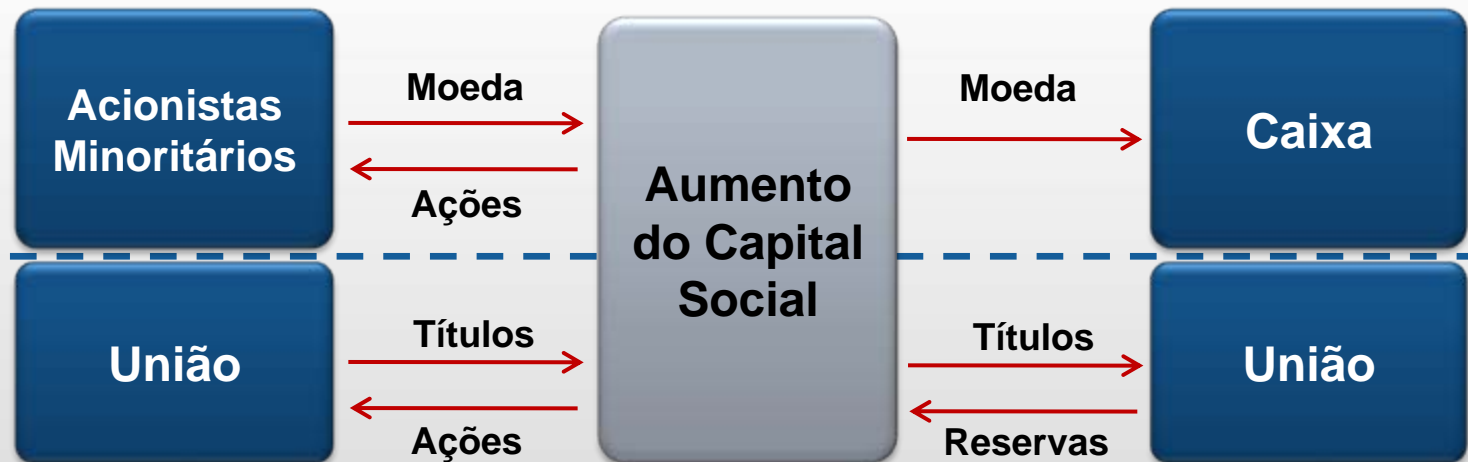 Acionistas
Minoritários
Moeda
Ações
Aumento
do Capital
Social
Moeda
Caixa
União
Títulos
Ações
Títulos
Reservas
União